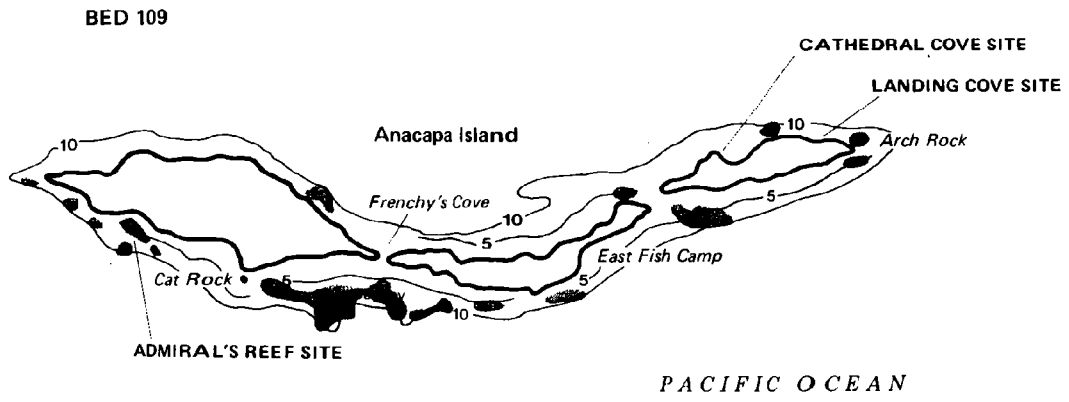 BED 109
CATHEDRAL COVE SITE
LANDING COVE SITE
10
10
Anacapa Island
Arch Rock
Frenchy's Cove
10
5
5
East Fish Camp
Cat Rock
5
5
10
ADMIRAL'S REEF SITE
PACIFIC OCEAN